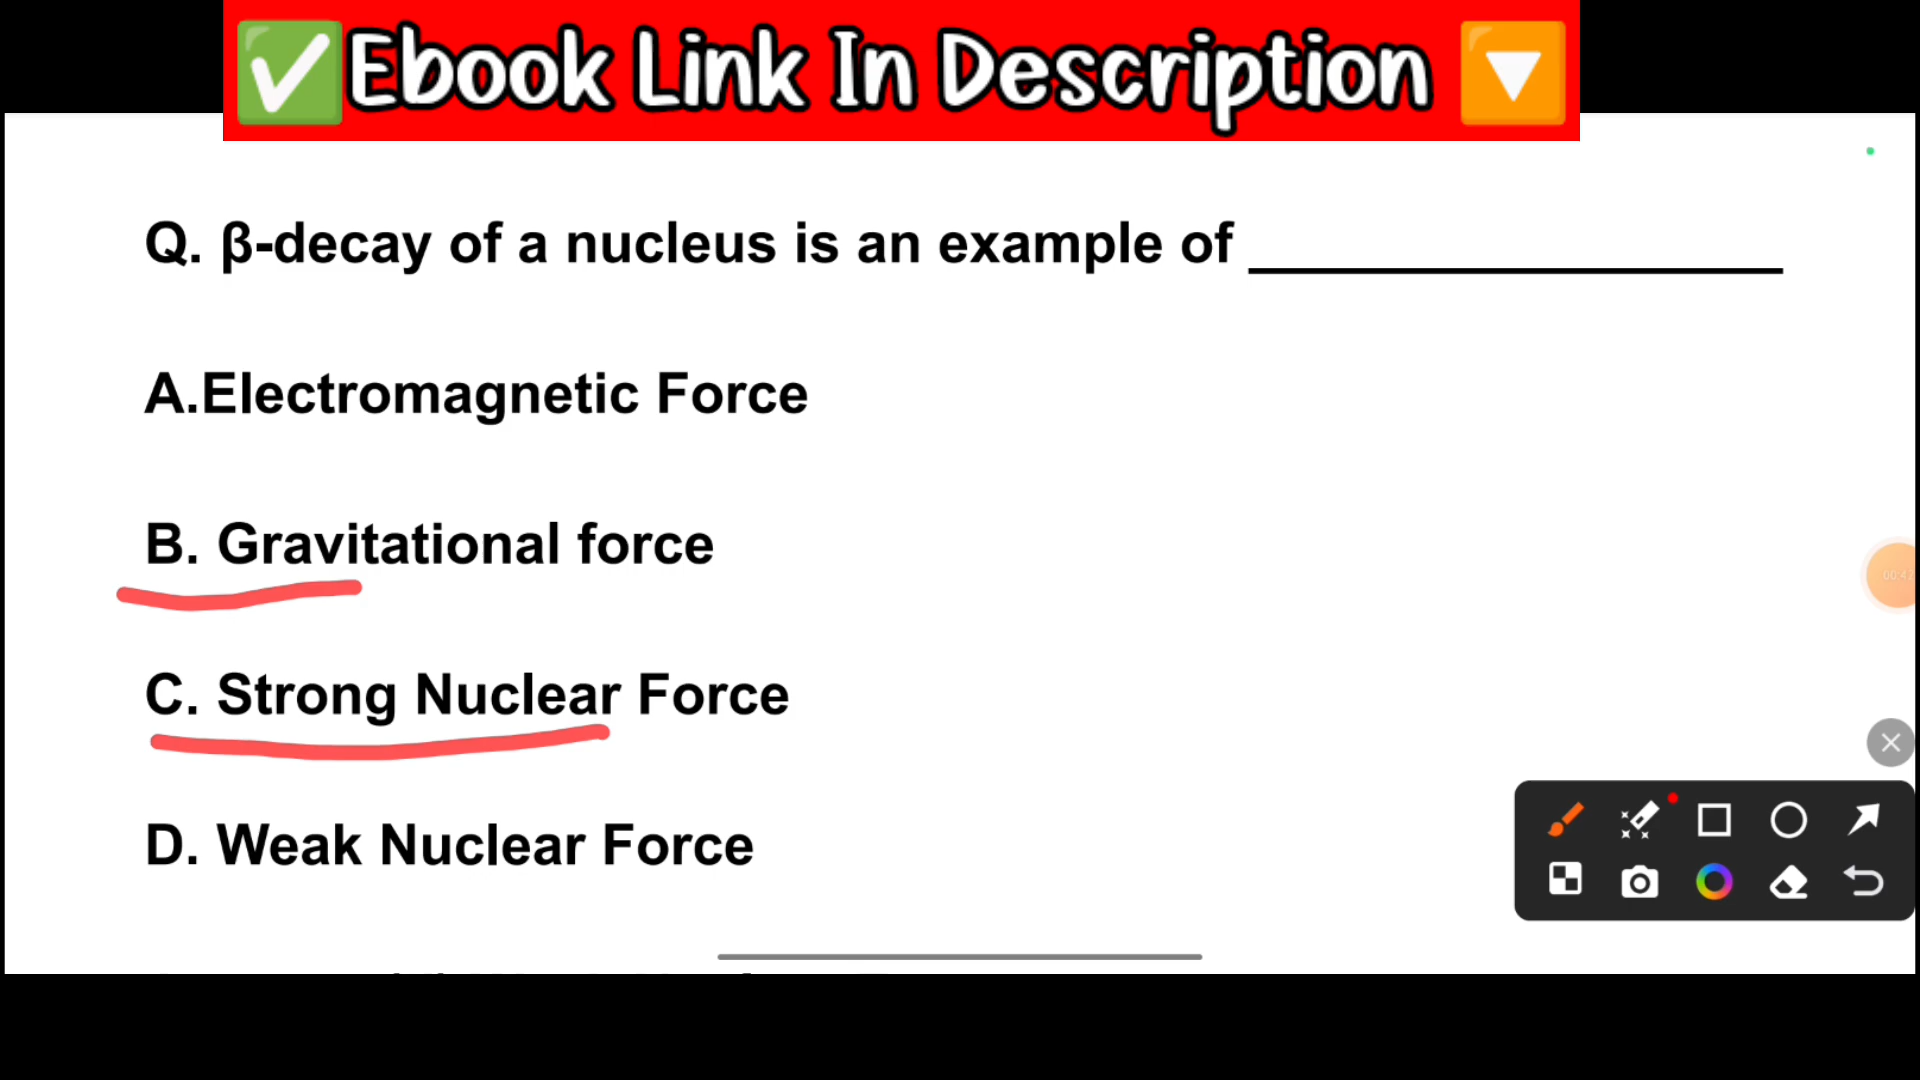 ✅Ebook Link In Description 🔽
Q. β-decay of a nucleus is an example of ________________
A.Electromagnetic Force
B. Gravitational force
C. Strong Nuclear Force
D. Weak Nuclear Force